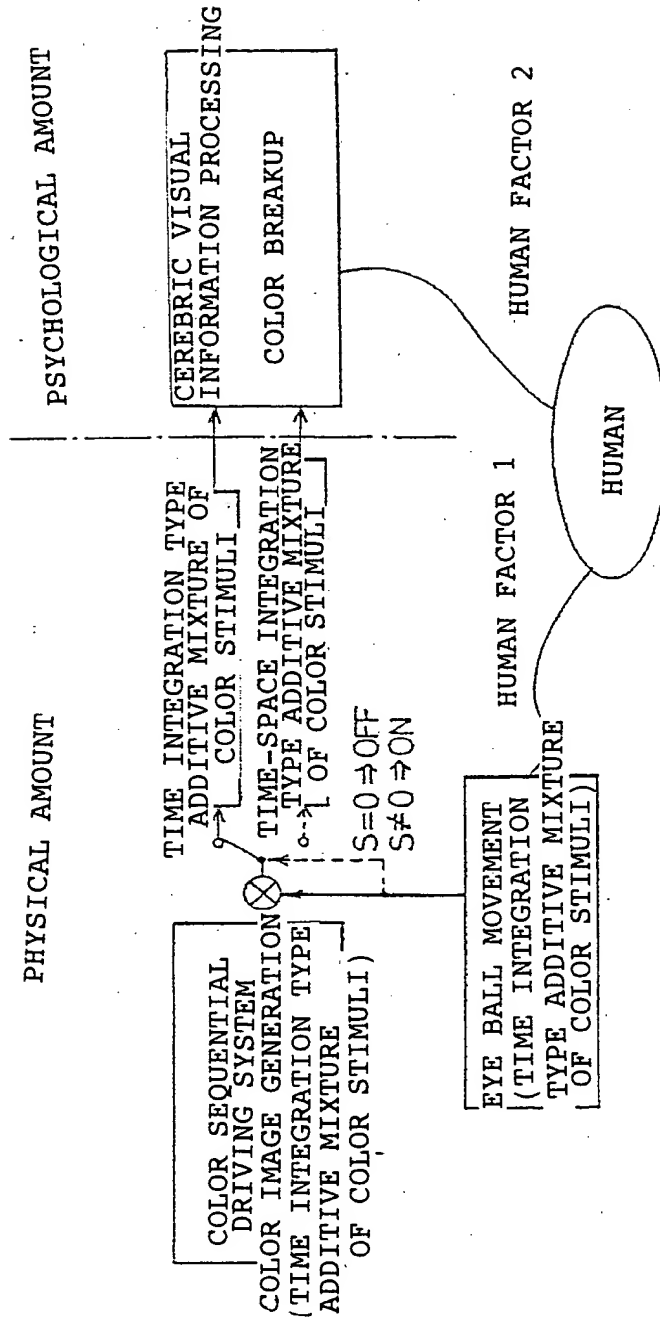 PHYSICAL AMOUNT
PSYCHOLOGICAL AMOUNT
COLOR SEQUENTIAL
DRIVING SYSTEM
COLOR IMAGE GENERATION
(TIME INTEGRATION TYPE
ADDITIVE MIXTURE
OF COLOR STIMULI)
TIME INTEGRATION TYPE
ADDITIVE MIXTURE OF
COLOR STIMULI
TIME-SPACE INTEGRATION
TYPE ADDITIVE MIXTURE
OF COLOR STIMULI
S=0⇒OFF
S≠0⇒ON
CEREBRIC VISUAL
INFORMATION PROCESSING
COLOR BREAKUP
EYE BALL MOVEMENT
(TIME INTEGRATION
TYPE ADDITIVE MIXTURE
OF COLOR STIMULI)
HUMAN FACTOR 1
HUMAN FACTOR 2
HUMAN